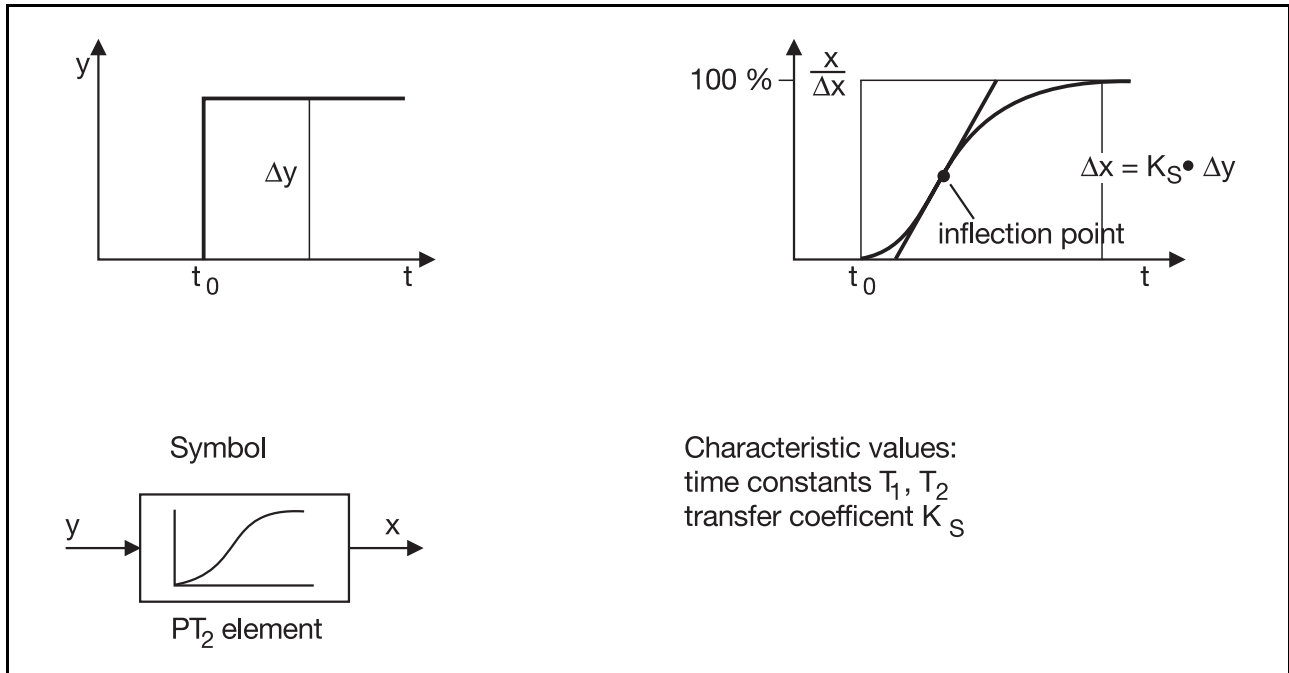 y
Δy
t0
t
100 %
x
Δx
Δx = KS• Δy
inflection point
t0
t
Symbol
y
x
PT2 element
Characteristic values:
time constants T1, T2
transfer coefficent K S